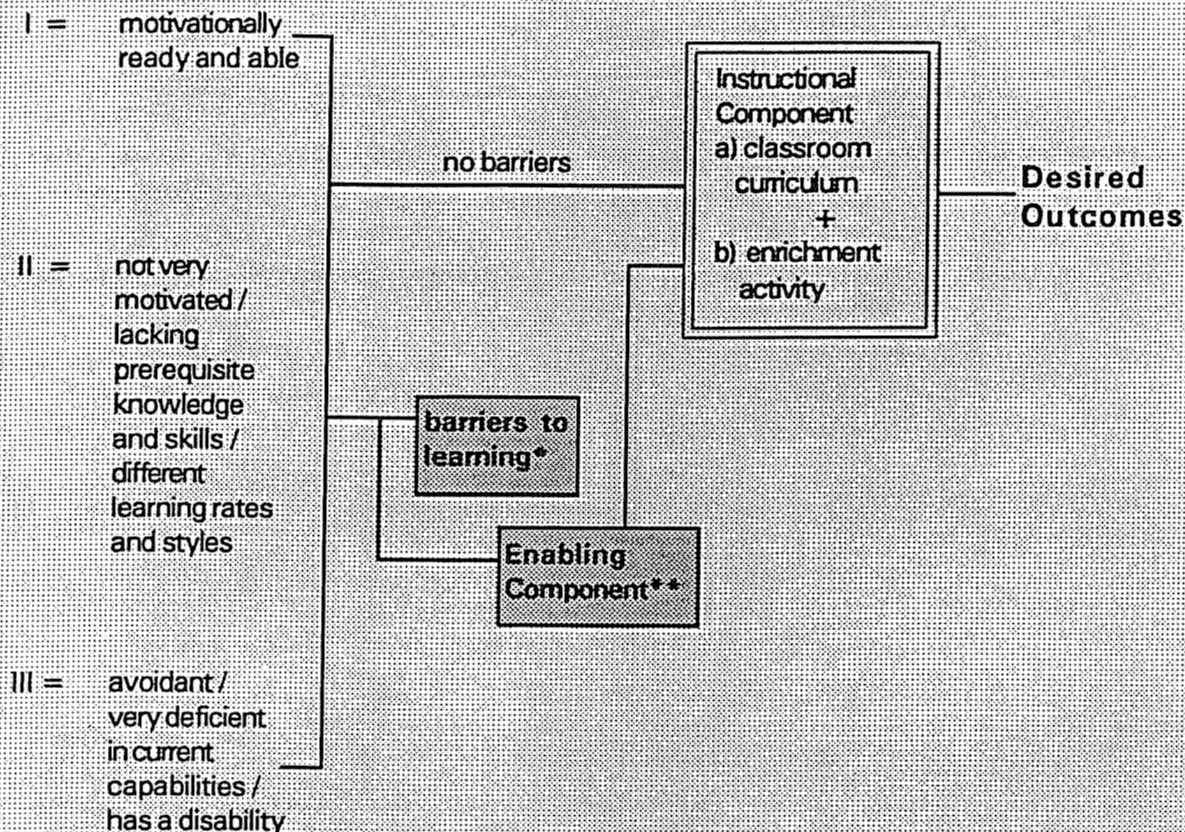 I = motivationally
ready and able
no barriers
Instructional
Component
a) classroom
curriculum
+
b) enrichment
activity
Desired
Outcomes
II = not very
motivated /
lacking
prerequisite
knowledge
and skills /
different
learning rates
and styles
barriers to
learning*
Enabling
Component**
III = avoidant /
very deficient
in current
capabilities /
has a disability